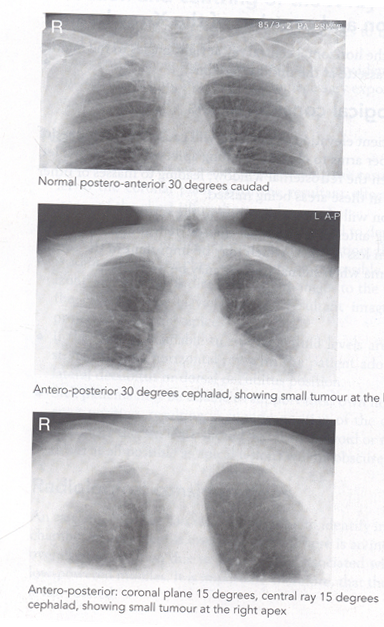 R
85/3.2 PA
Normal postero-anterior 30 degrees caudad
L A-P
Antero-posterior 30 degrees cephalad, showing small tumour at the
R
Antero-posterior: coronal plane 15 degrees, central ray 15 degrees
cephalad, showing small tumour at the right apex